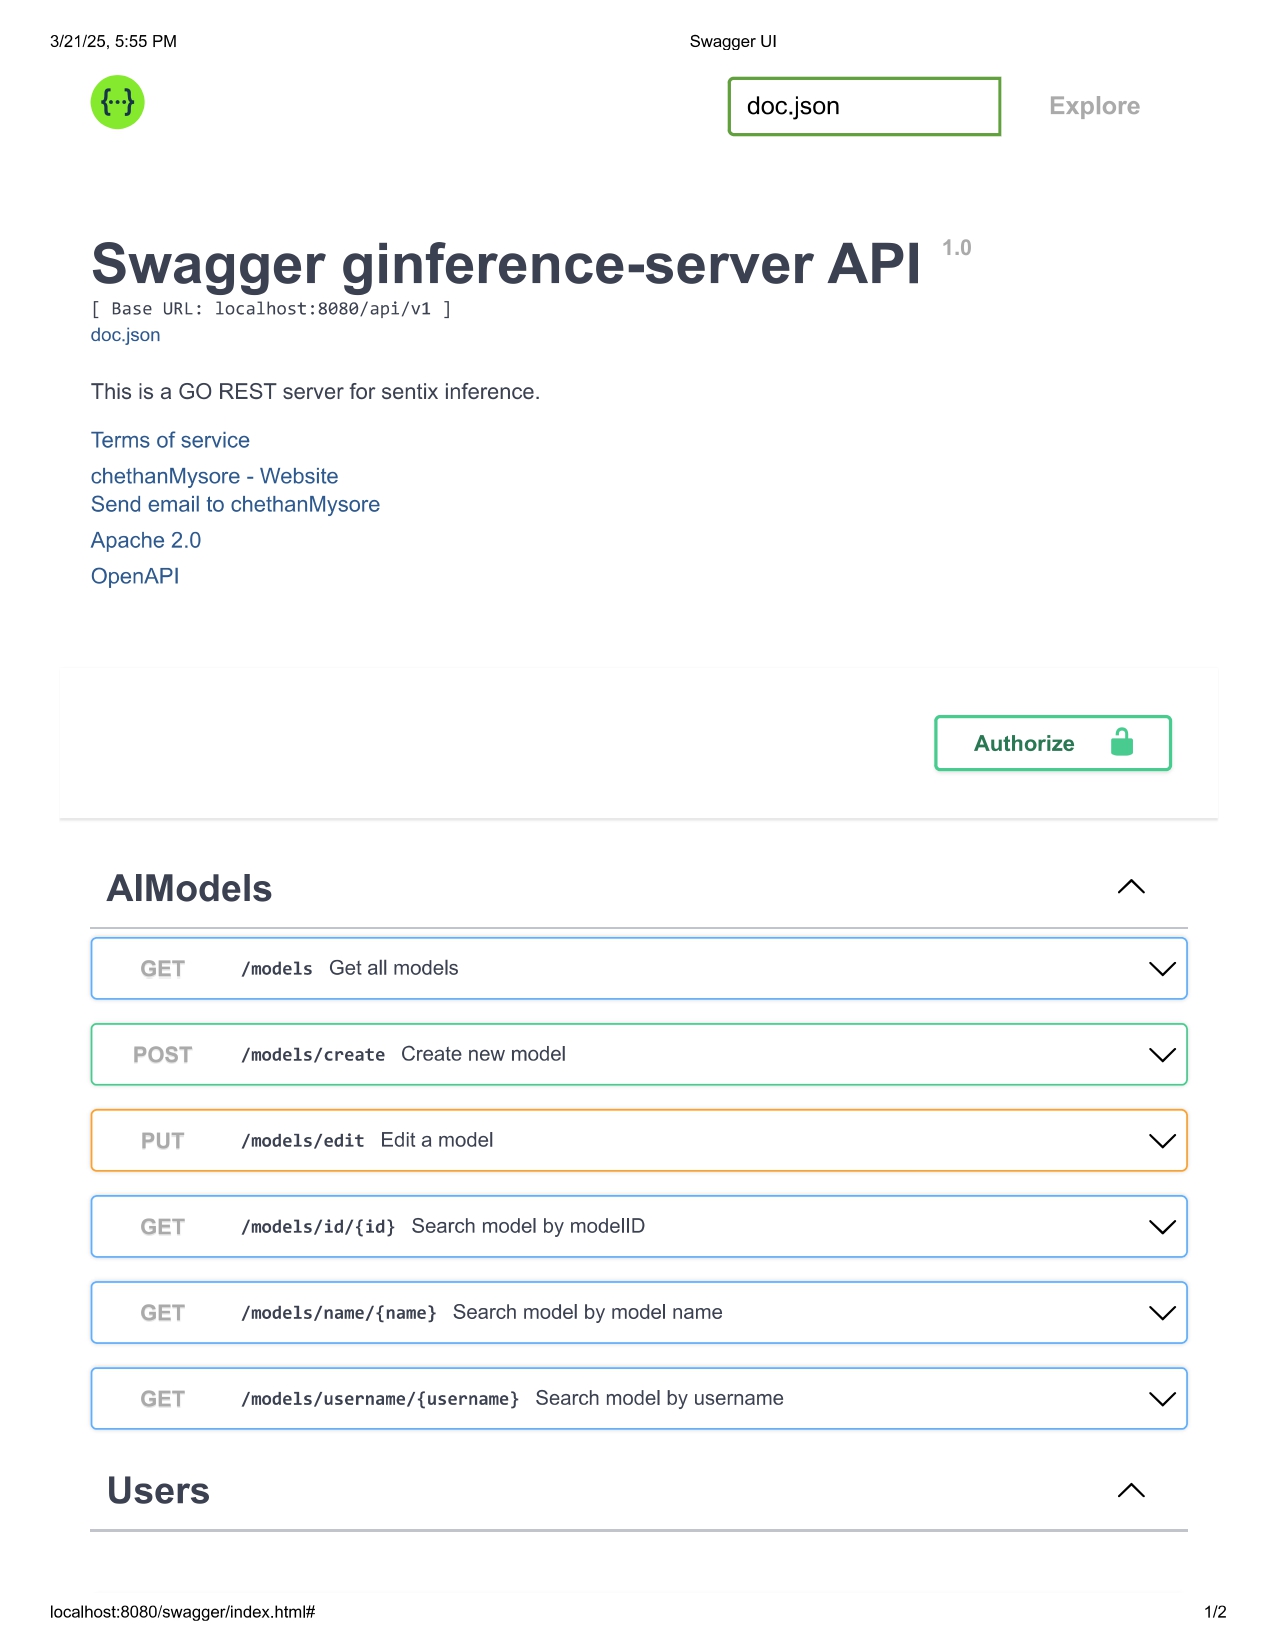 3/21/25, 5:55 PM
Swagger UI
{...}
doc.json
Explore
Swagger ginference-server API 1.0
[ Base URL: localhost:8080/api/v1 ]
doc.json
This is a GO REST server for sentix inference.
Terms of service
chethanMysore - Website
Send email to chethanMysore
Apache 2.0
OpenAPI
Authorize
AIModels
GET /models Get all models
POST /models/create Create new model
PUT /models/edit Edit a model
GET /models/id/{id} Search model by modelID
GET /models/name/{name} Search model by model name
GET /models/username/{username} Search model by username
Users
localhost:8080/swagger/index.html#
1/2